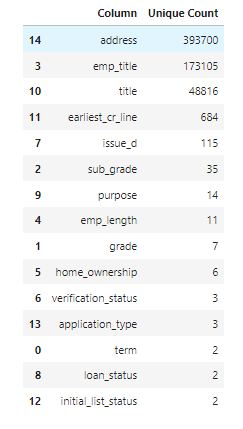 Column Unique Count
14 address 393700
3 emp_title 173105
10 title 48816
11 earliest_cr_line 684
7 issue_d 115
2 sub_grade 35
9 purpose 14
4 emp_length 11
1 grade 7
5 home_ownership 6
6 verification_status 3
13 application_type 3
0 term 2
8 loan_status 2
12 initial_list_status 2